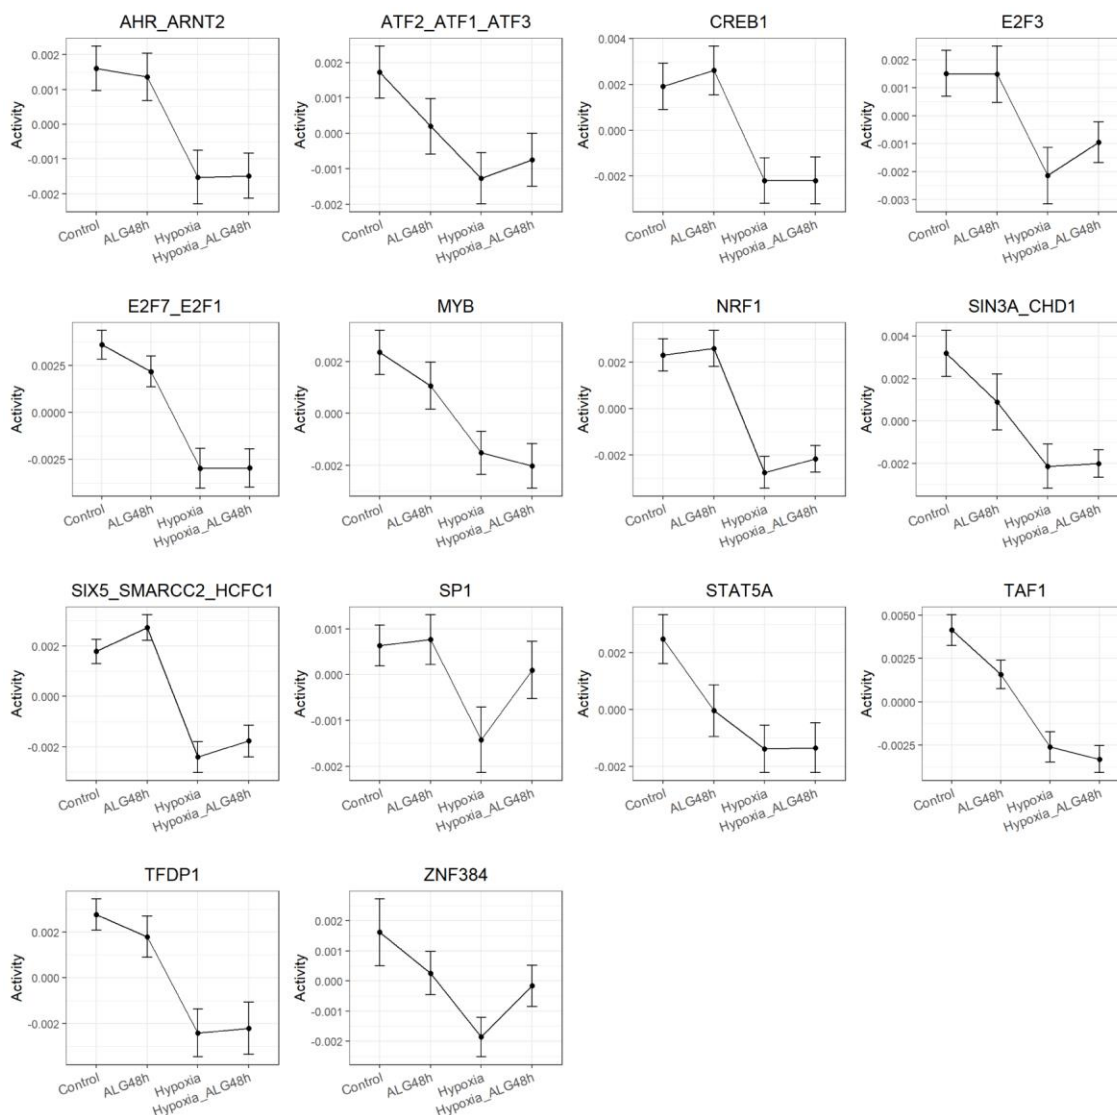 AHR_ARNT2
Activity
0.002
0.001
0.000
-0.001
-0.002
Control
ALG48h
Hypoxia
Hypoxia_ALG48h
ATF2_ATF1_ATF3
Activity
0.002
0.001
0.000
-0.001
-0.002
Control
ALG48h
Hypoxia
Hypoxia_ALG48h
CREB1
Activity
0.004
0.002
0.000
-0.002
Control
ALG48h
Hypoxia
Hypoxia_ALG48h
E2F3
Activity
0.002
0.001
0.000
-0.001
-0.002
-0.003
Control
ALG48h
Hypoxia
Hypoxia_ALG48h
E2F7_E2F1
Activity
0.0025
0.0000
-0.0025
Control
ALG48h
Hypoxia
Hypoxia_ALG48h
MYB
Activity
0.002
0.000
-0.002
Control
ALG48h
Hypoxia
Hypoxia_ALG48h
NRF1
Activity
0.002
0.000
-0.002
Control
ALG48h
Hypoxia
Hypoxia_ALG48h
SIN3A_CHD1
Activity
0.004
0.002
0.000
-0.002
Control
ALG48h
Hypoxia
Hypoxia_ALG48h
SIX5_SMARCC2_HCFC1
Activity
0.002
0.000
-0.002
Control
ALG48h
Hypoxia
Hypoxia_ALG48h
SP1
Activity
0.001
0.000
-0.001
-0.002
Control
ALG48h
Hypoxia
Hypoxia_ALG48h
STAT5A
Activity
0.002
0.000
-0.002
Control
ALG48h
Hypoxia
Hypoxia_ALG48h
TAF1
Activity
0.0050
0.0025
0.0000
-0.0025
Control
ALG48h
Hypoxia
Hypoxia_ALG48h
TFDP1
Activity
0.002
0.000
-0.002
Control
ALG48h
Hypoxia
Hypoxia_ALG48h
ZNF384
Activity
0.002
0.001
0.000
-0.001
-0.002
Control
ALG48h
Hypoxia
Hypoxia_ALG48h